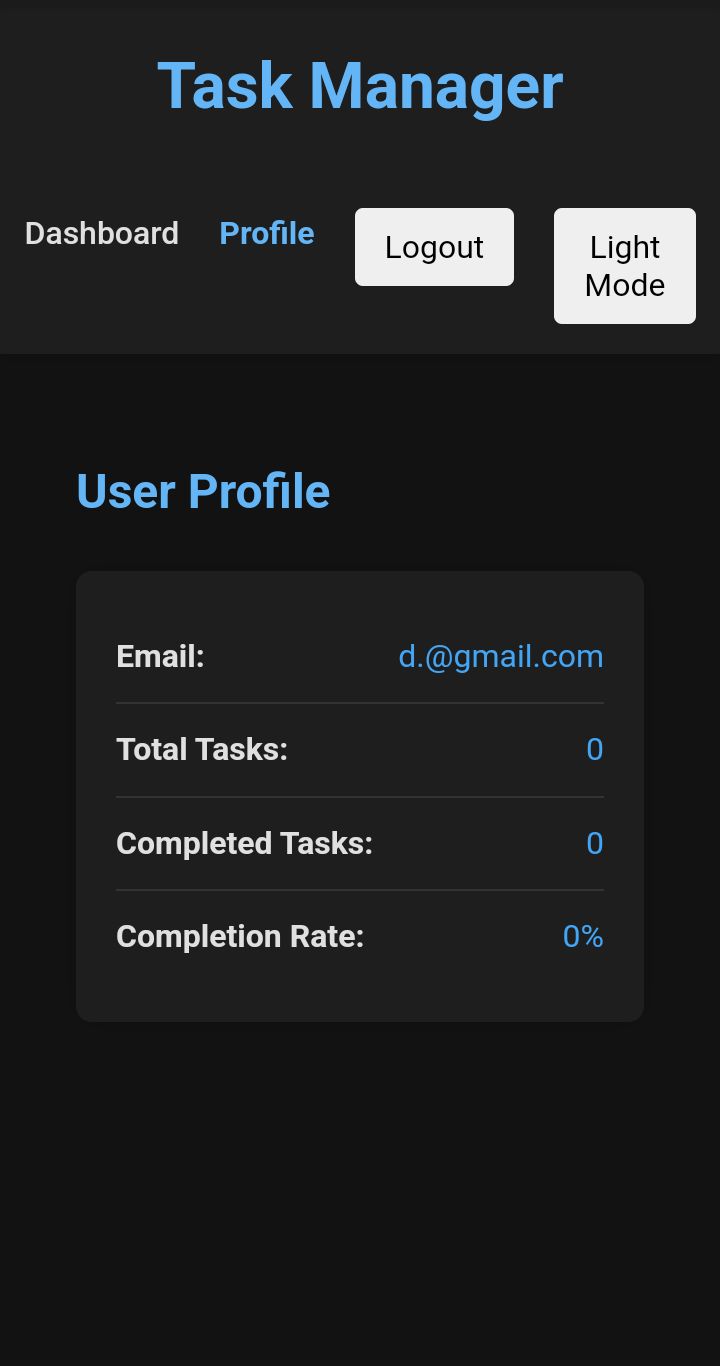 Task Manager
Dashboard Profile Logout Light
Mode
User Profile
Email: d.@gmail.com
Total Tasks: 0
Completed Tasks: 0
Completion Rate: 0%